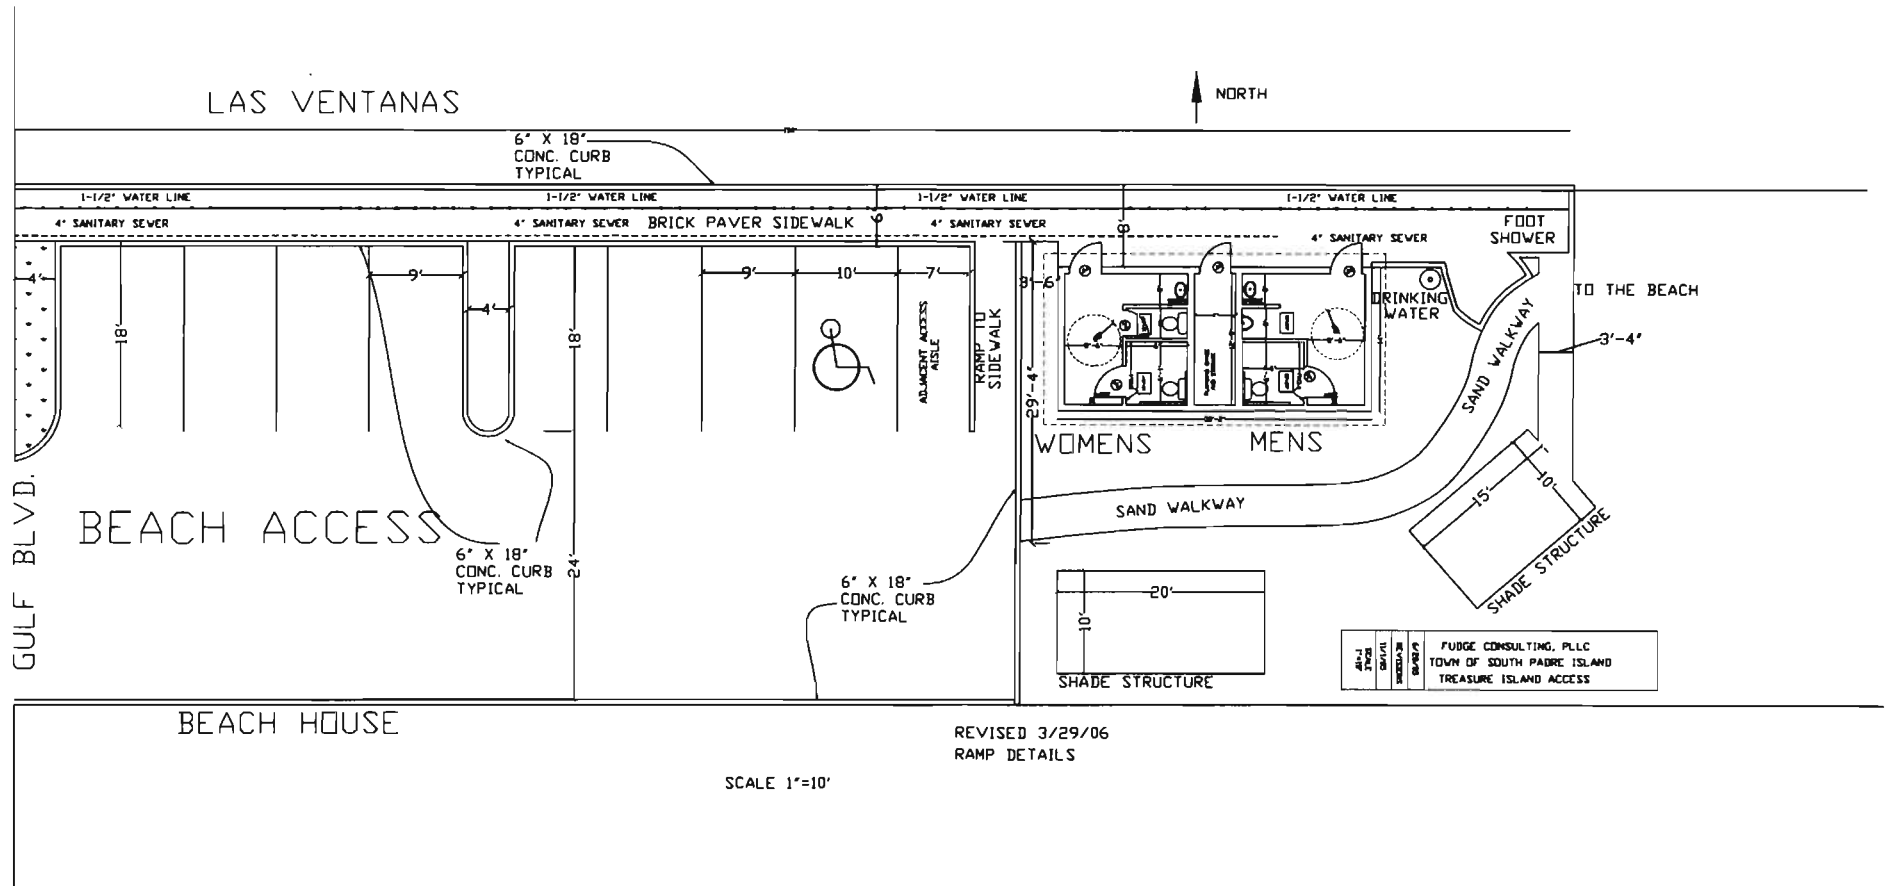 LAS VENTANAS
NORTH
6" X 18"
CONC. CURB
TYPICAL
1-1/2" WATER LINE
1-1/2" WATER LINE
1-1/2" WATER LINE
1-1/2" WATER LINE
4" SANITARY SEWER
4" SANITARY SEWER
BRICK PAVER SIDEWALK
6'
4" SANITARY SEWER
8'
4" SANITARY SEWER
FOOT
SHOWER
4'
18'
9'
4'
18'
9'
10'
7'
ADJACENT ACCESS
AISLE
RAMP TO
SIDEWALK
3'-6"
29'-4"
DRINKING
WATER
TO THE BEACH
3'-4"
SAND WALKWAY
WOMENS
MENS
SAND WALKWAY
15'
10'
SHADE STRUCTURE
GULF BLVD.
BEACH ACCESS
6" X 18"
CONC. CURB
TYPICAL
24'
6" X 18"
CONC. CURB
TYPICAL
20'
10'
SHADE STRUCTURE
FUDGE CONSULTING, PLLC
TOWN OF SOUTH PADRE ISLAND
TREASURE ISLAND ACCESS
SCALE
BEACH HOUSE
REVISED 3/29/06
RAMP DETAILS
SCALE 1"=10'